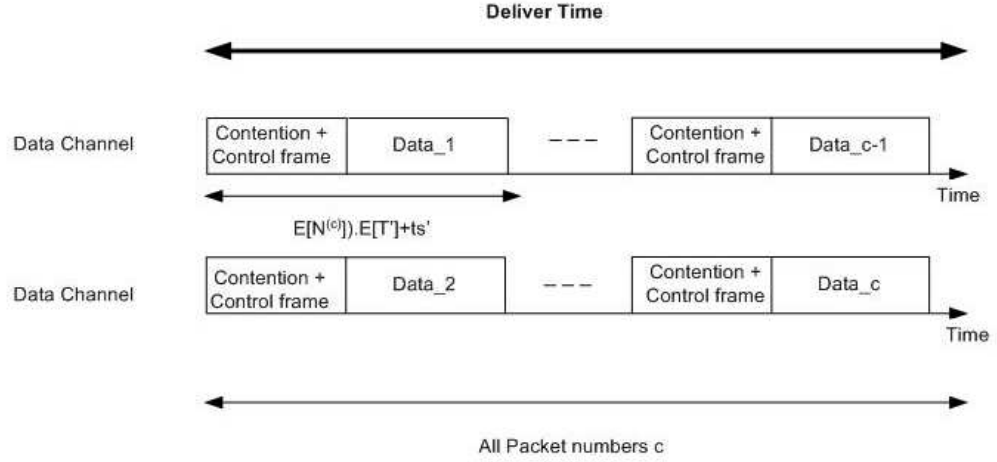 Deliver Time
Data Channel
Contention +
Control frame
Data_1
Contention +
Control frame
Data_c-1
Time
E[N(c)]).E[T']+ts'
Data Channel
Contention +
Control frame
Data_2
Contention +
Control frame
Data_c
Time
All Packet numbers c